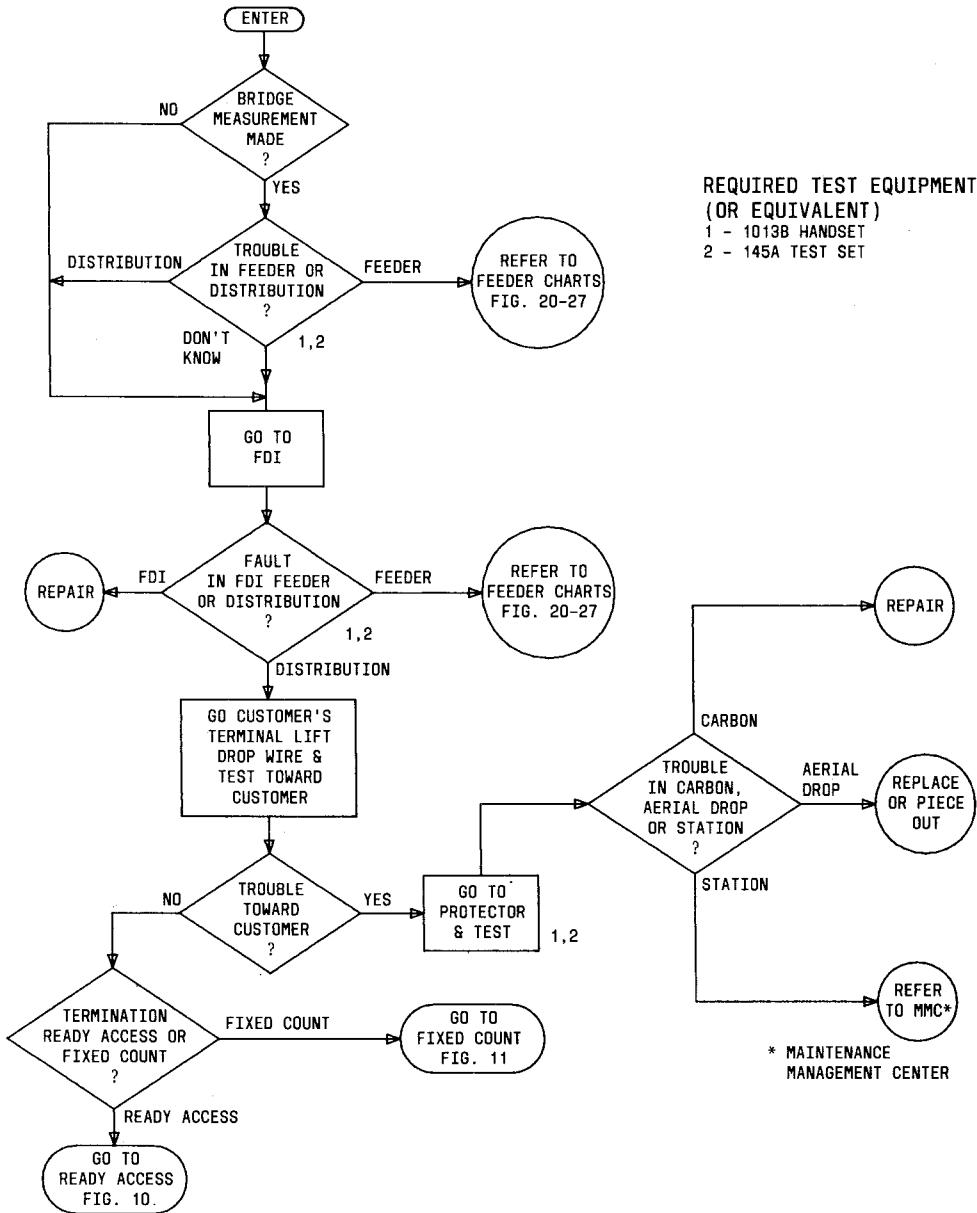 ENTER
NO
BRIDGE
MEASUREMENT
MADE
?
YES
REQUIRED TEST EQUIPMENT
(OR EQUIVALENT)
1 - 1013B HANDSET
2 - 145A TEST SET
DISTRIBUTION
TROUBLE
IN FEEDER OR
DISTRIBUTION
?
FEEDER
REFER TO
FEEDER CHARTS
FIG. 20-27
DON'T
KNOW
1,2
GO TO
FDI
REPAIR
FDI
FAULT
IN FDI FEEDER
OR DISTRIBUTION
?
FEEDER
REFER TO
FEEDER CHARTS
FIG. 20-27
1,2
DISTRIBUTION
REPAIR
CARBON
GO CUSTOMER'S
TERMINAL LIFT
DROP WIRE &
TEST TOWARD
CUSTOMER
TROUBLE
IN CARBON,
AERIAL DROP
OR STATION
?
AERIAL
DROP
REPLACE
OR PIECE
OUT
STATION
NO
TROUBLE
TOWARD
CUSTOMER
?
YES
GO TO
PROTECTOR
& TEST
1,2
REFER
TO MMC*
* MAINTENANCE
MANAGEMENT CENTER
TERMINATION
READY ACCESS OR
FIXED COUNT
?
FIXED COUNT
GO TO
FIXED COUNT
FIG. 11
READY ACCESS
GO TO
READY ACCESS
FIG. 10.